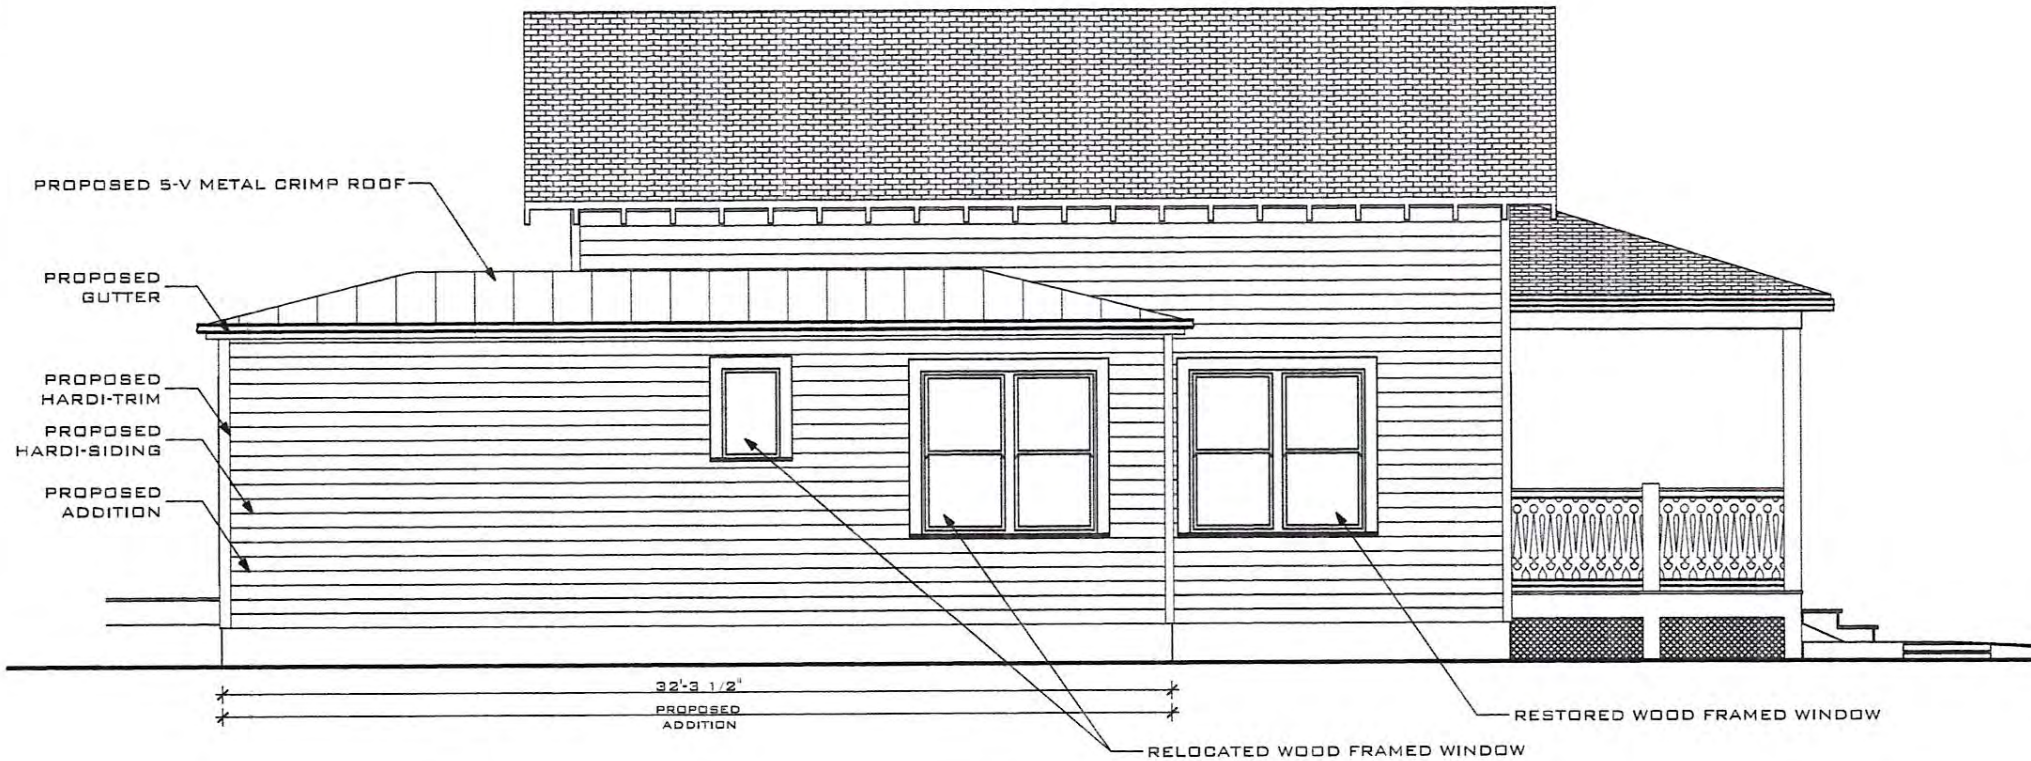 PROPOSED 5-V METAL CRIMP ROOF
PROPOSED
GUTTER
PROPOSED
HARDI-TRIM
PROPOSED
HARDI-SIDING
PROPOSED
ADDITION
32'-3 1/2"
PROPOSED
ADDITION
RESTORED WOOD FRAMED WINDOW
RELOCATED WOOD FRAMED WINDOW